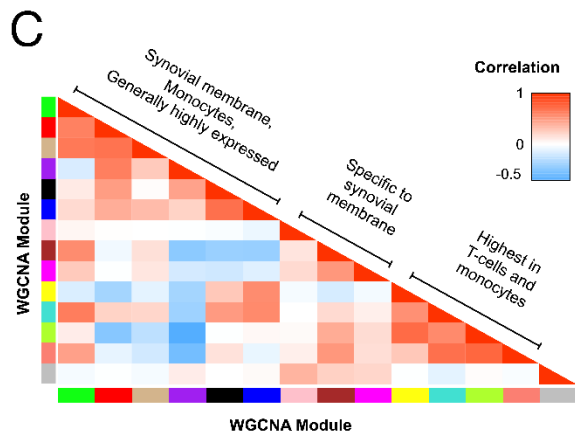 C
Synovial membrane,
Monocytes,
Generally highly expressed
Specific to
synovial
membrane
Highest in
T-cells and
monocytes
Correlation
1
0
-0.5
WGCNA Module
WGCNA Module